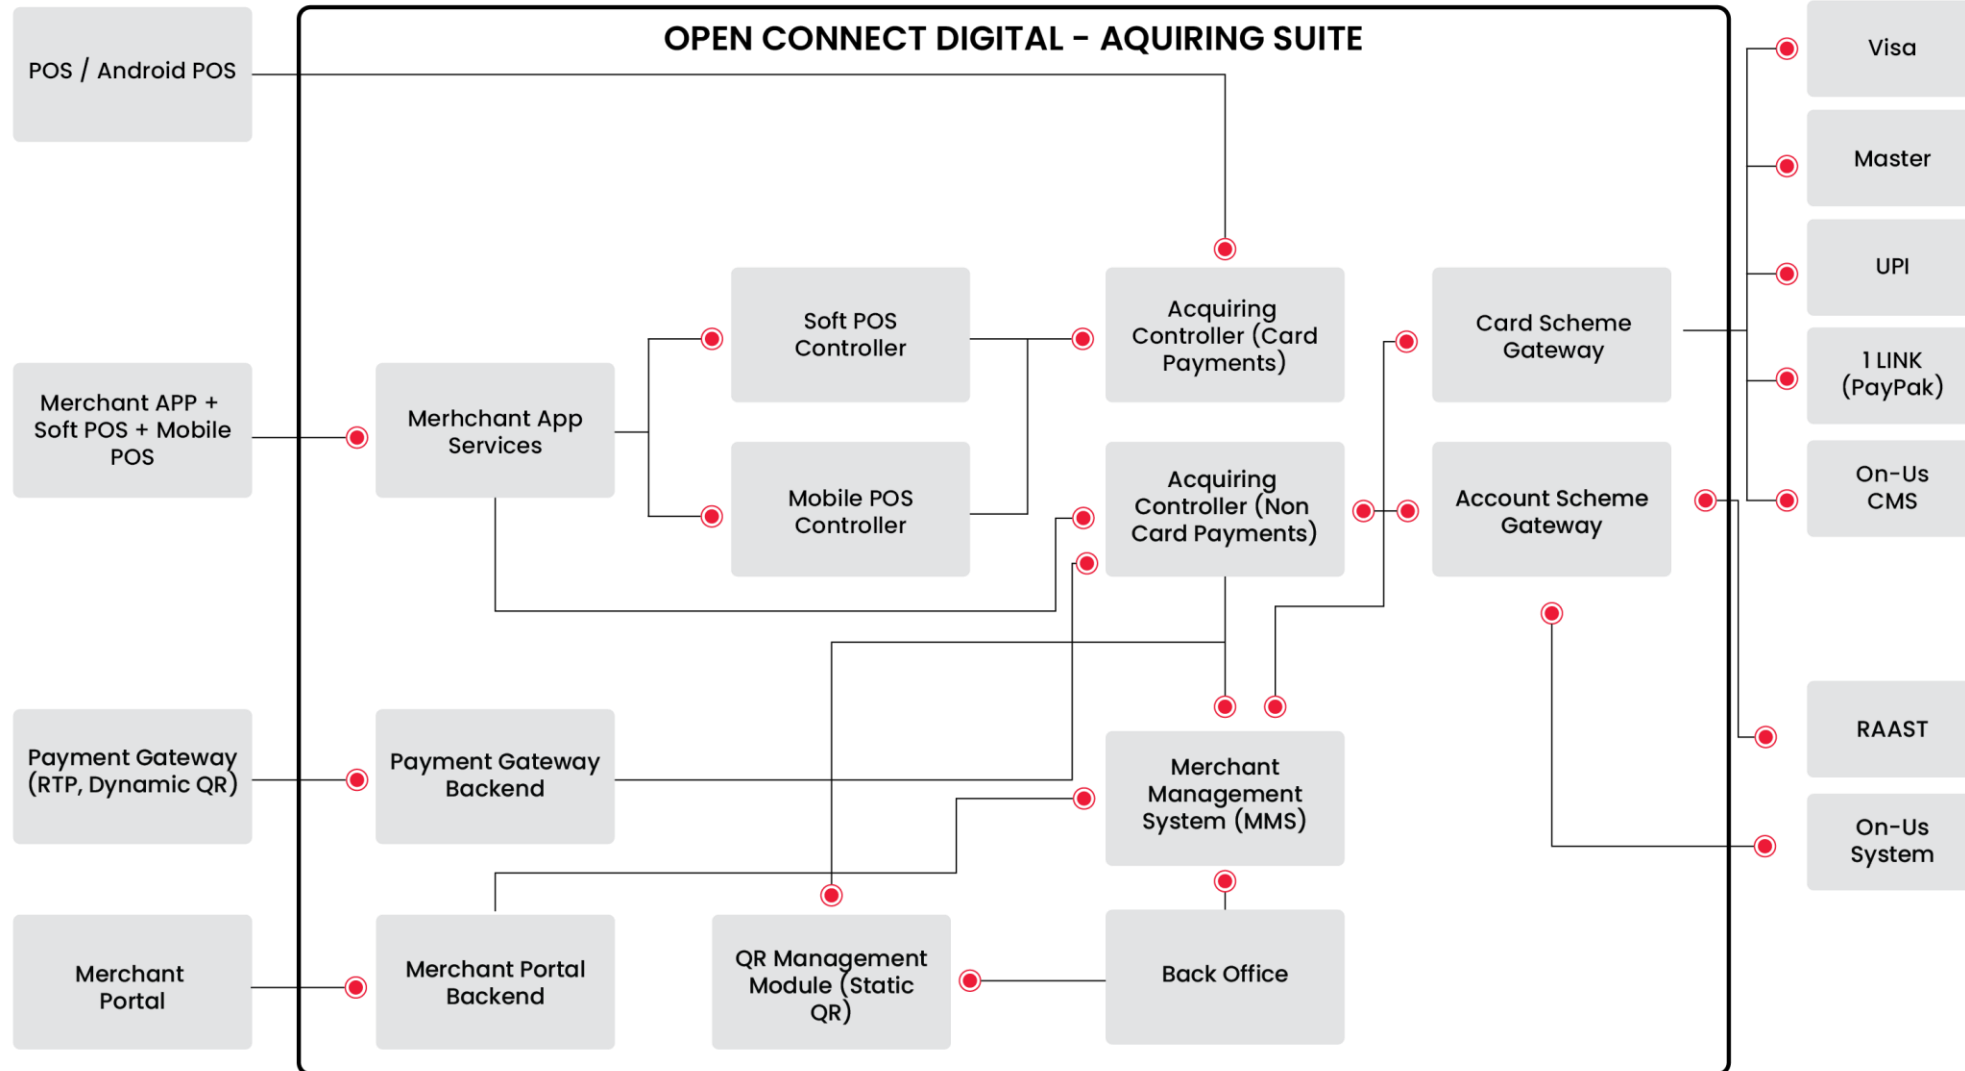 OPEN CONNECT DIGITAL - AQUIRING SUITE
POS / Android POS
Merchant APP +
Soft POS + Mobile
POS
Payment Gateway
(RTP, Dynamic QR)
Merchant
Portal
Merhchant App
Services
Payment Gateway
Backend
Merchant Portal
Backend
Soft POS
Controller
Mobile POS
Controller
QR Management
Module (Static
QR)
Acquiring
Controller (Card
Payments)
Acquiring
Controller (Non
Card Payments)
Merchant
Management
System (MMS)
Back Office
Card Scheme
Gateway
Account Scheme
Gateway
Visa
Master
UPI
1 LINK
(PayPak)
On-Us
CMS
RAAST
On-Us
System